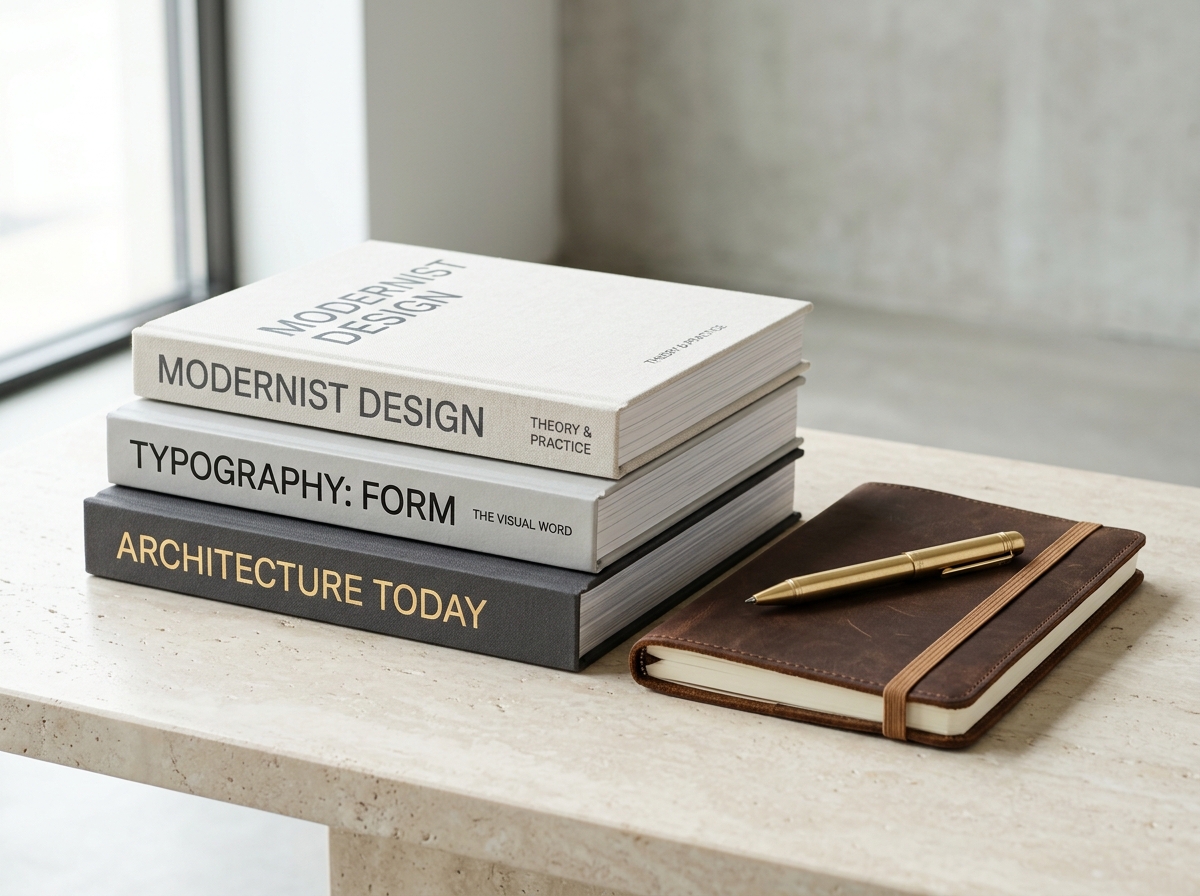 MODERNIST
DESIGN
THEORY & PRACTICE
MODERNIST DESIGN
THEORY &
PRACTICE
TYPOGRAPHY: FORM
THE VISUAL WORD
ARCHITECTURE TODAY